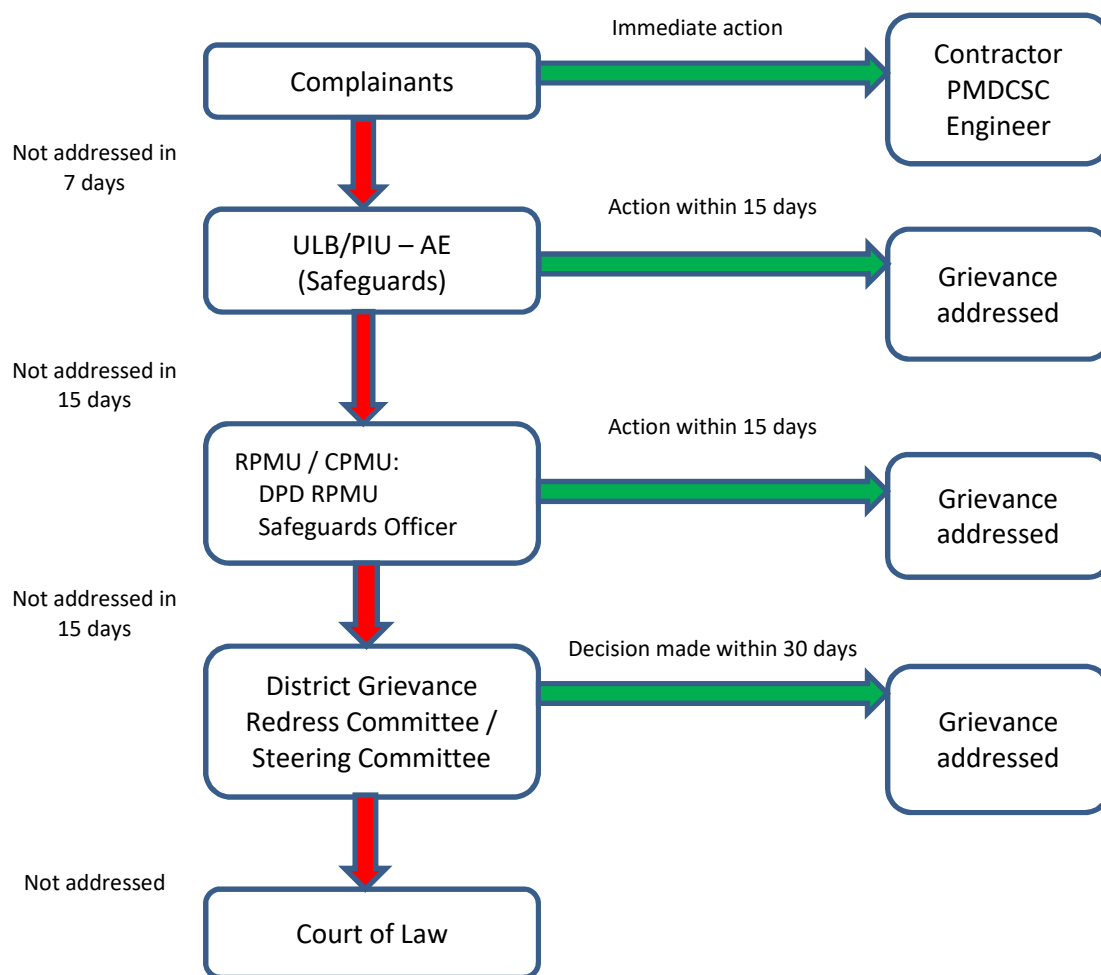 Immediate action
Complainants
Contractor
PMDCSC
Engineer
Not addressed in
7 days
Action within 15 days
ULB/PIU – AE
(Safeguards)
Grievance
addressed
Not addressed in
15 days
Action within 15 days
RPMU / CPMU:
DPD RPMU
Safeguards Officer
Grievance
addressed
Not addressed in
15 days
Decision made within 30 days
District Grievance
Redress Committee /
Steering Committee
Grievance
addressed
Not addressed
Court of Law